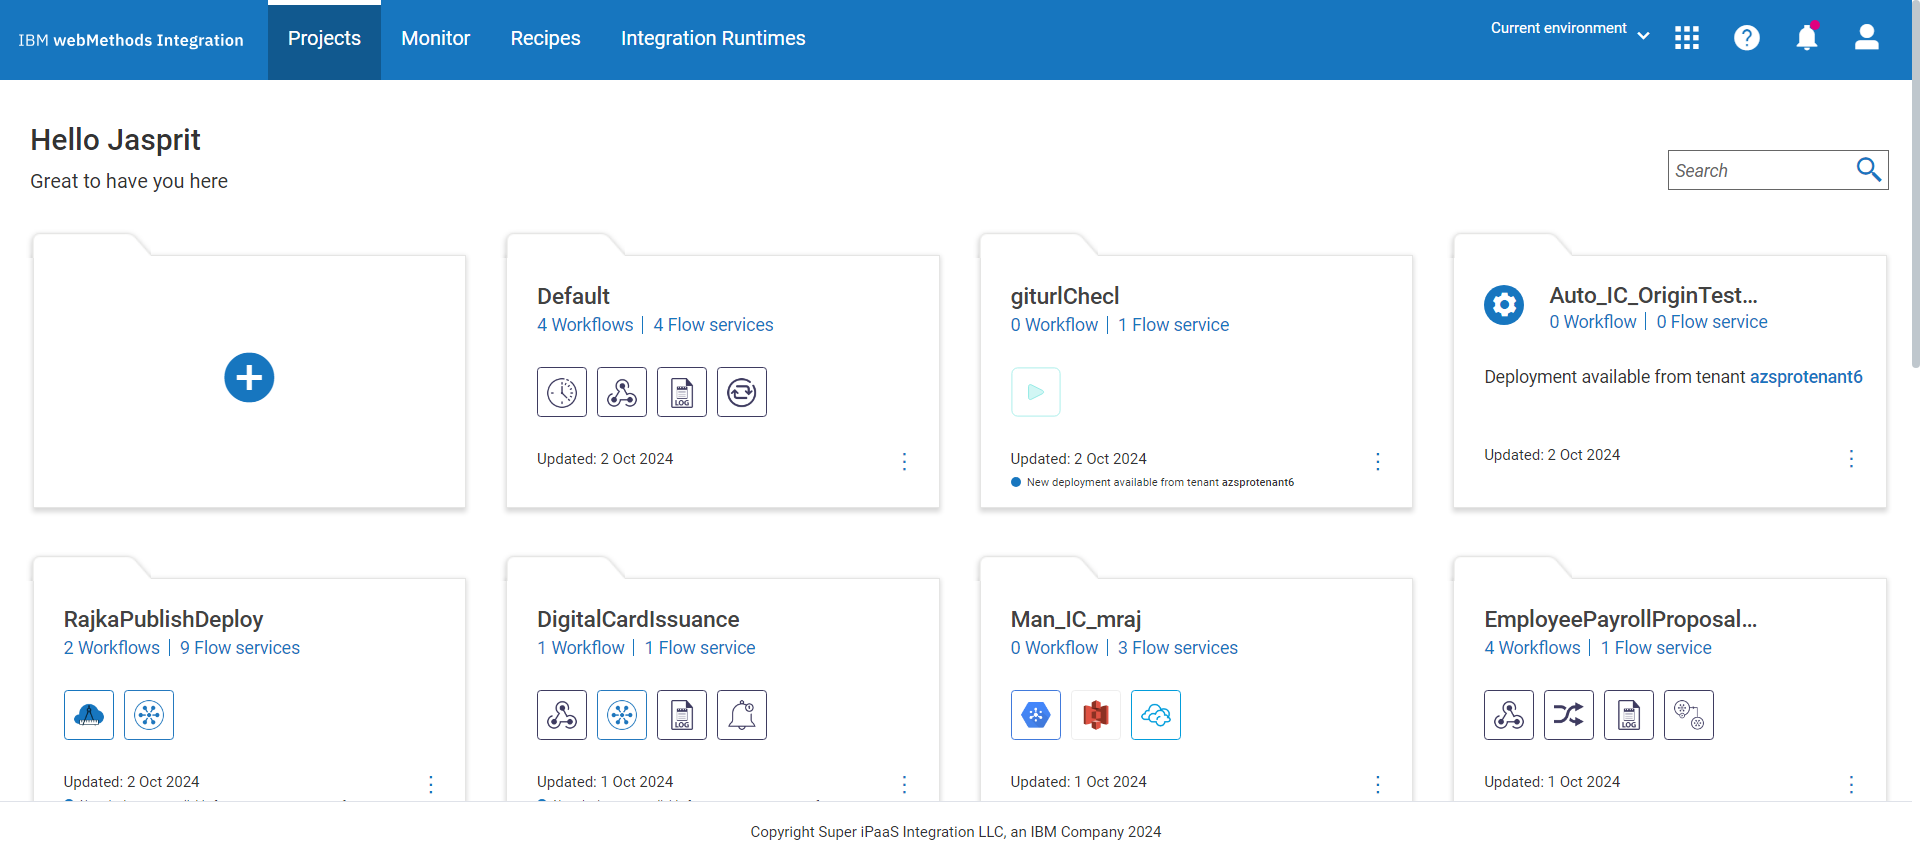 IBM webMethods Integration
Projects
Monitor
Recipes
Integration Runtimes
Current environment
Hello Jasprit
Great to have you here
Search
Default
4 Workflows
4 Flow services
LOG
Updated: 2 Oct 2024
giturlChecl
0 Workflow
1 Flow service
Updated: 2 Oct 2024
New deployment available from tenant azsprotenant6
Auto_IC_OriginTest...
0 Workflow
0 Flow service
Deployment available from tenant azsprotenant6
Updated: 2 Oct 2024
RajkaPublishDeploy
2 Workflows
9 Flow services
Updated: 2 Oct 2024
DigitalCardIssuance
1 Workflow
1 Flow service
LOG
Updated: 1 Oct 2024
Man_IC_mraj
0 Workflow
3 Flow services
Updated: 1 Oct 2024
EmployeePayrollProposal...
4 Workflows
1 Flow service
LOG
Updated: 1 Oct 2024
Copyright Super iPaaS Integration LLC, an IBM Company 2024